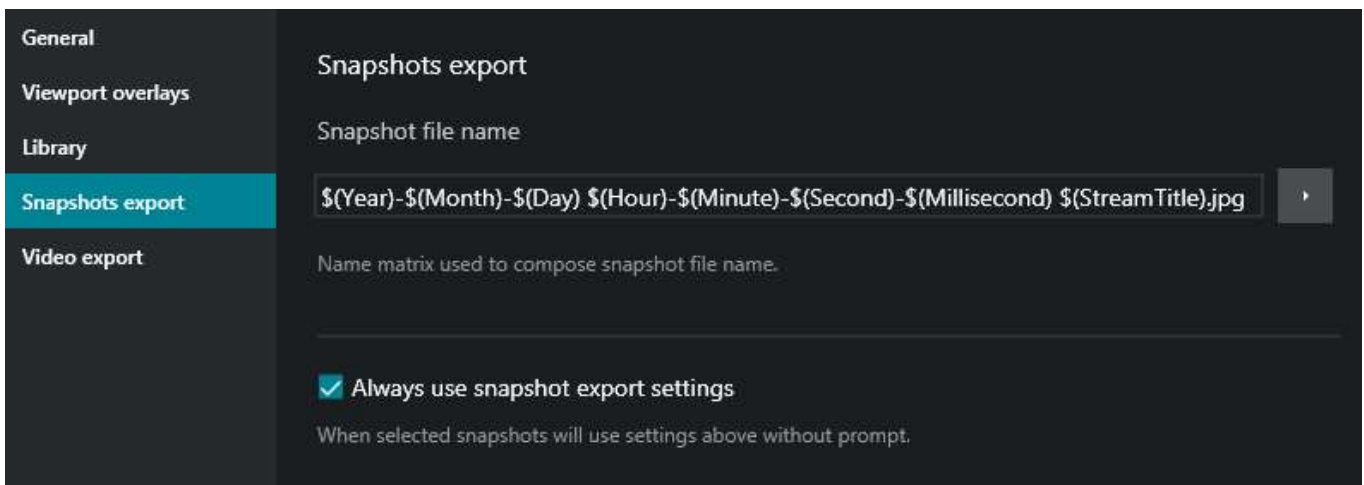 General
Viewport overlays
Library
Snapshots export
Video export
Snapshots export
Snapshot file name
$(Year)-$(Month)-$(Day) $(Hour)-$(Minute)-$(Second)-$(Millisecond) $(StreamTitle).jpg
Name matrix used to compose snapshot file name.
Always use snapshot export settings
When selected snapshots will use settings above without prompt.